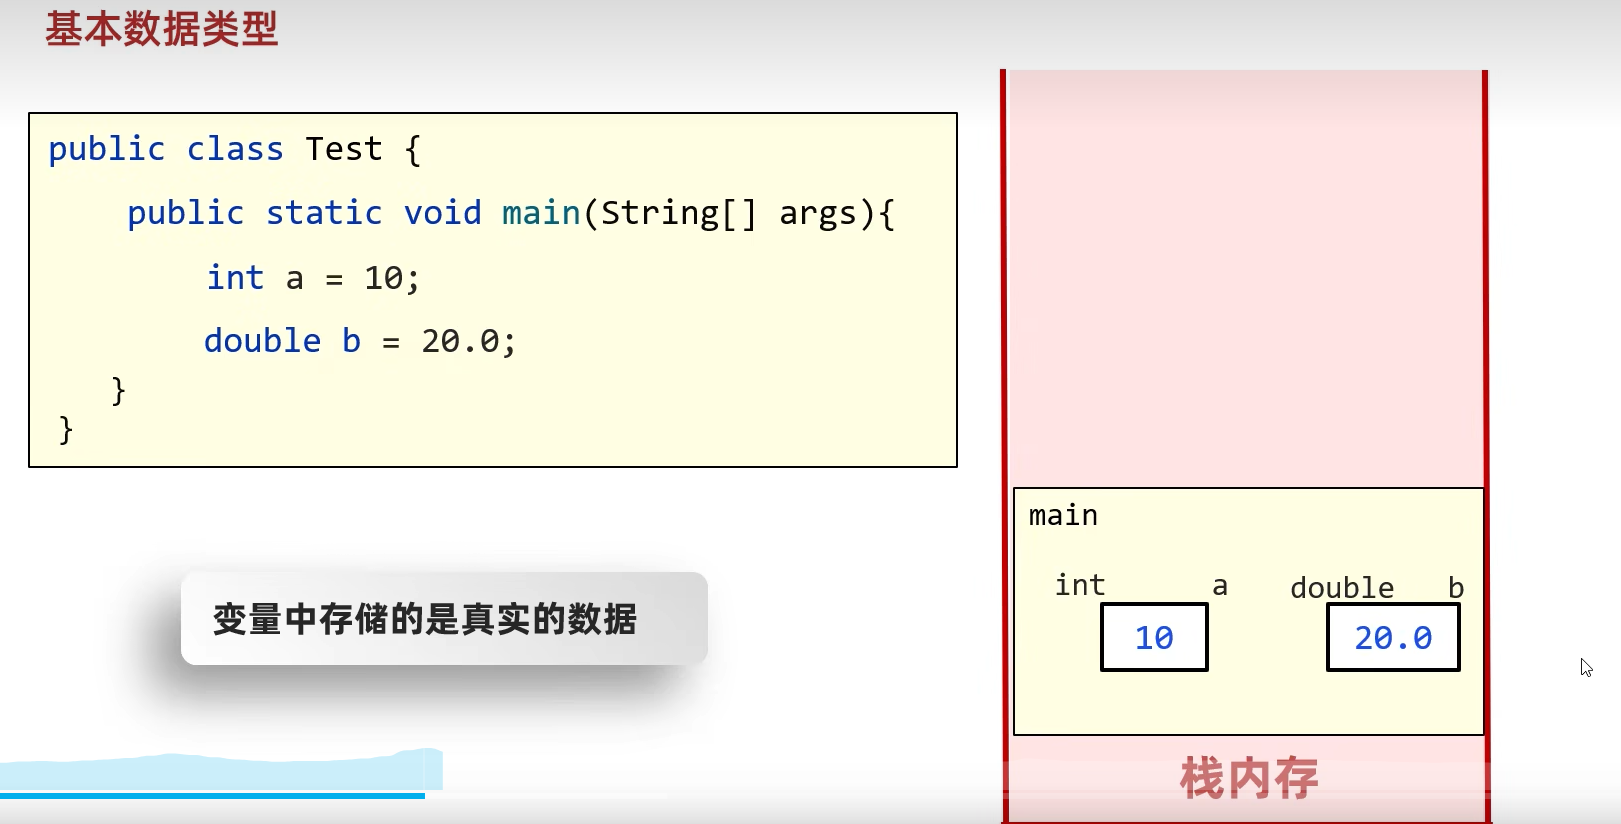 基本数据类型
public class Test {
public static void main(String[] args){
int a = 10;
double b = 20.0;
}
}
变量中存储的是真实的数据
main
int a double b
10 20.0
栈内存